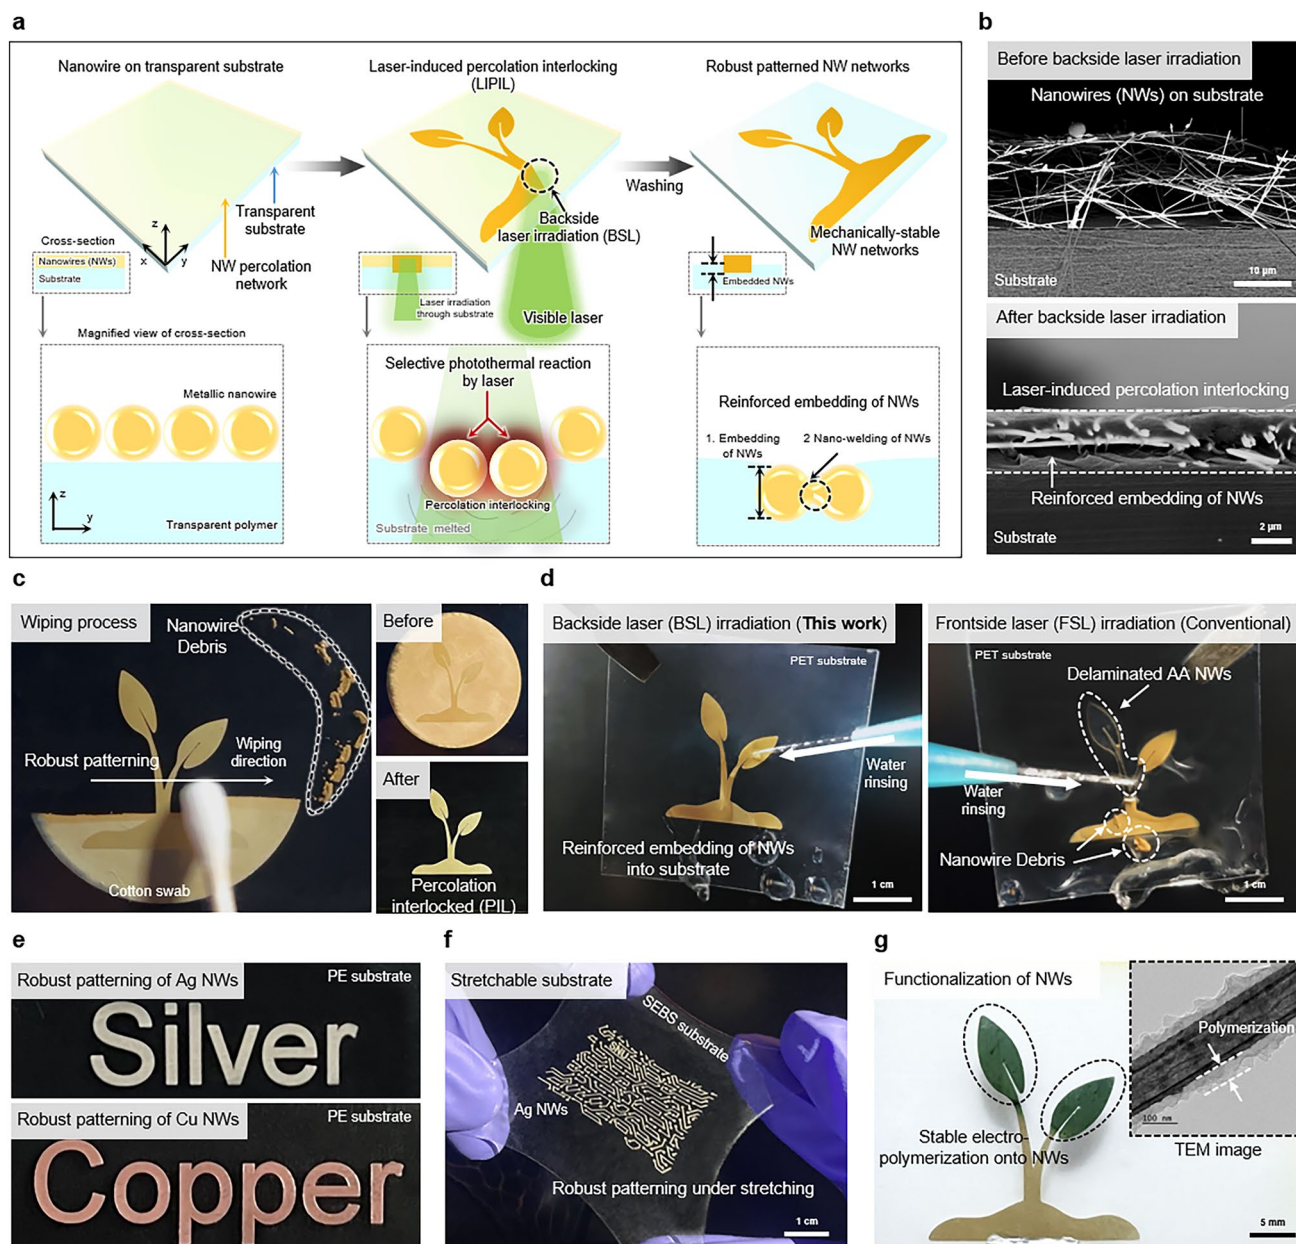 a
Nanowire on transparent substrate
Laser-induced percolation interlocking
(LIPIL)
Robust patterned NW networks
Washing
Transparent
substrate
NW percolation
network
z
x
y
Cross-section
Nanowires (NWs)
Substrate
Backside
laser irradiation (BSL)
Laser irradiation
through substrate
Visible laser
Mechanically-stable
NW networks
Embedded NWs
Magnified view of cross-section
Metallic nanowire
z
y
Transparent polymer
Selective photothermal reaction
by laser
Percolation interlocking
Substrate melted
Reinforced embedding of NWs
1. Embedding
of NWs
2 Nano-welding of NWs
b
Before backside laser irradiation
Nanowires (NWs) on substrate
Substrate
10 µm
After backside laser irradiation
Laser-induced percolation interlocking
Reinforced embedding of NWs
Substrate
2 µm
c
Wiping process
Nanowire
Debris
Robust patterning
Wiping
direction
Cotton swab
Before
After
Percolation
interlocked (PIL)
d
Backside laser (BSL) irradiation (This work)
PET substrate
Water
rinsing
Reinforced embedding of NWs
into substrate
1 cm
Frontside laser (FSL) irradiation (Conventional)
PET substrate
Delaminated AA NWs
Water
rinsing
Nanowire Debris
1 cm
e
Robust patterning of Ag NWs
PE substrate
Silver
Robust patterning of Cu NWs
PE substrate
Copper
f
Stretchable substrate
SEBS substrate
Ag NWs
Robust patterning under stretching
1 cm
g
Functionalization of NWs
Polymerization
100 nm
TEM image
Stable electro-
polymerization onto NWs
5 mm